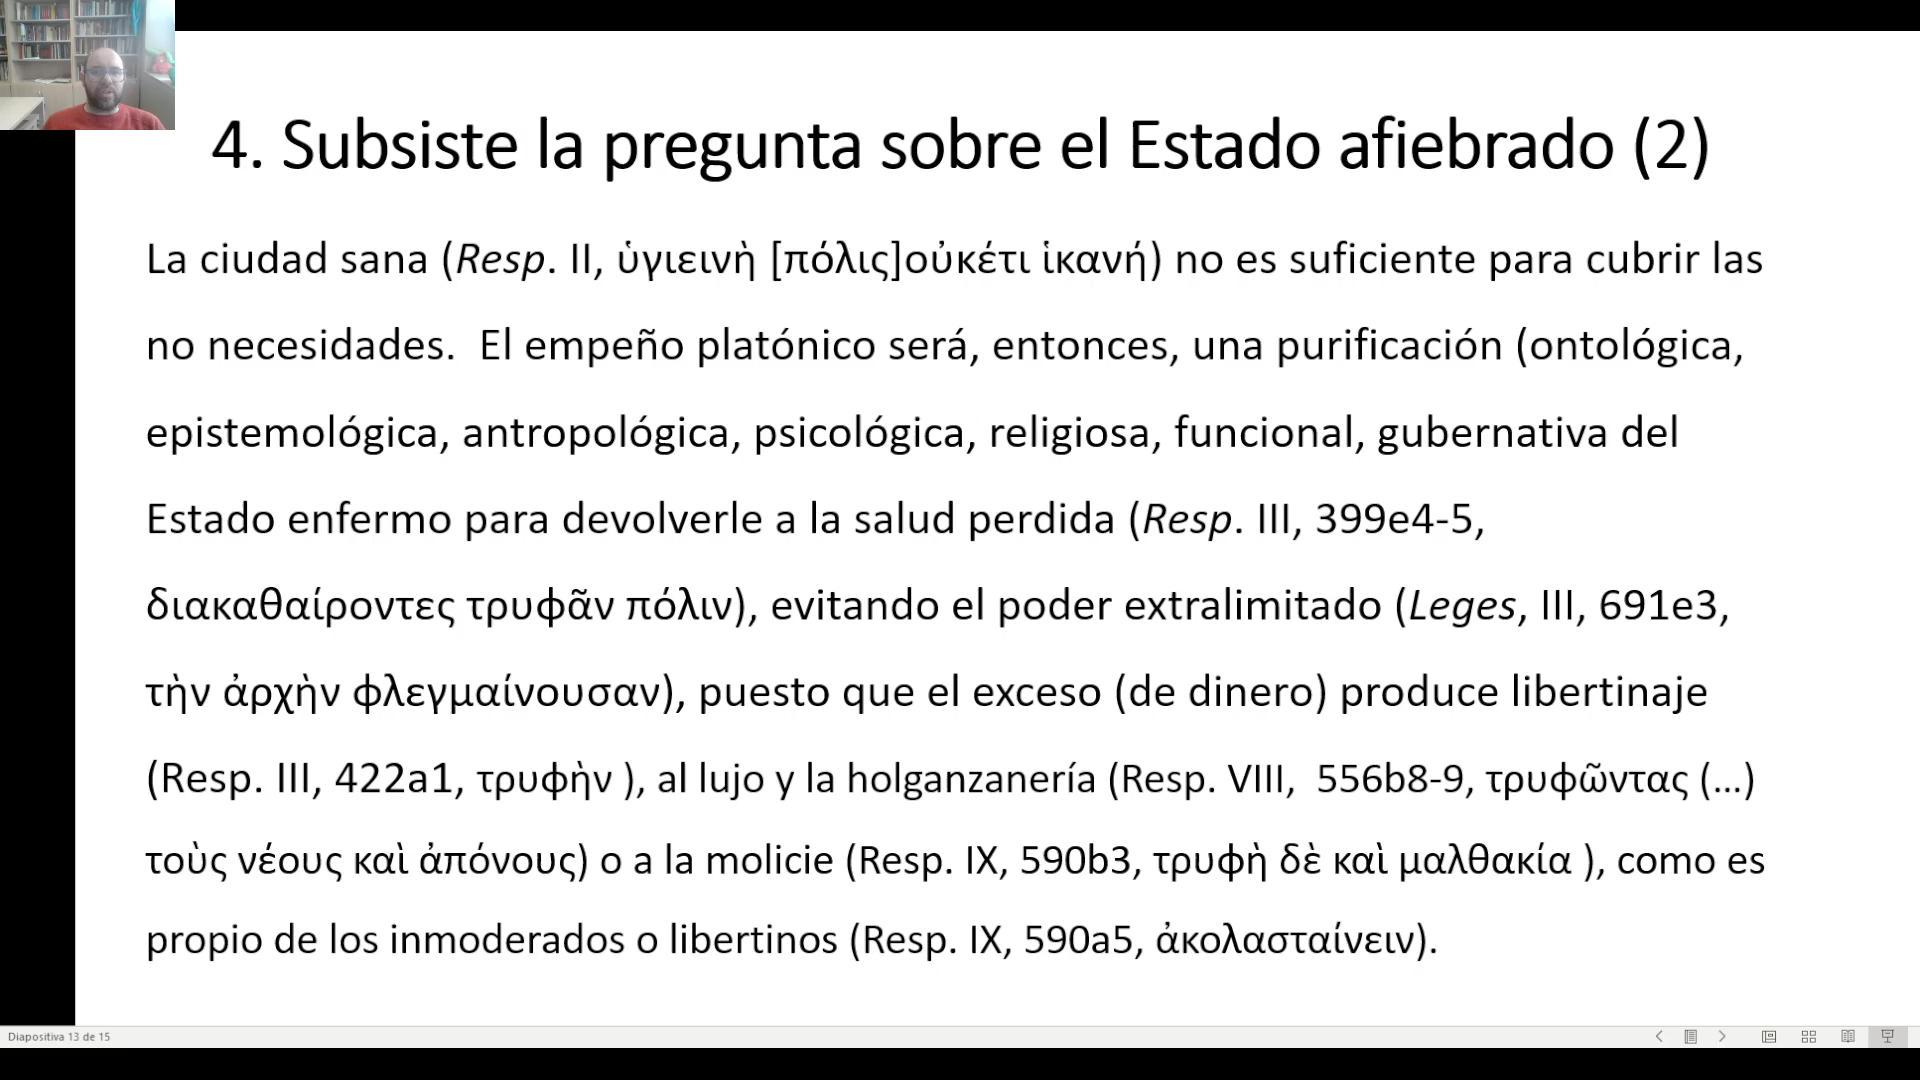 4. Subsiste la pregunta sobre el Estado afiebrado (2)
La ciudad sana (Resp. II, ὑγιεινὴ [πόλις]οὐκέτι ἱκανή) no es suficiente para cubrir las
no necesidades.  El empeño platónico será, entonces, una purificación (ontológica,
epistemológica, antropológica, psicológica, religiosa, funcional, gubernativa del
Estado enfermo para devolverle a la salud perdida (Resp. III, 399e4-5,
διακαθαίροντες τρυφᾶν πόλιν), evitando el poder extralimitado (Leges, III, 691e3,
τὴν ἀρχὴν φλεγμαίνουσαν), puesto que el exceso (de dinero) produce libertinaje
(Resp. III, 422a1, τρυφὴν ), al lujo y la holganzanería (Resp. VIII,  556b8-9, τρυφῶντας (...)
τοὺς νέους καὶ ἀπόνους) o a la molicie (Resp. IX, 590b3, τρυφὴ δὲ καὶ μαλθακία ), como es
propio de los inmoderados o libertinos (Resp. IX, 590a5, ἀκολασταίνειν).
Diapositiva 13 de 15